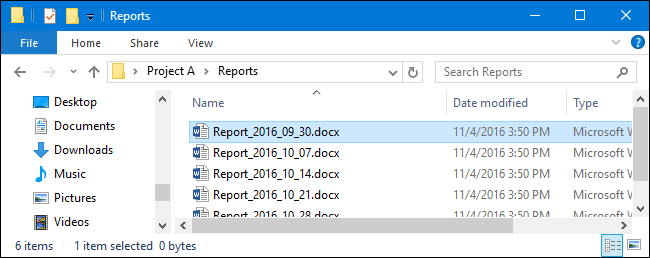 Reports
File Home Share View
Project A Reports Search Reports
Name Date modified Type
Desktop
Documents
Downloads
Music
Pictures
Videos
Report_2016_09_30.docx 11/4/2016 3:50 PM Microsoft W
Report_2016_10_07.docx 11/4/2016 3:50 PM Microsoft W
Report_2016_10_14.docx 11/4/2016 3:50 PM Microsoft W
Report_2016_10_21.docx 11/4/2016 3:50 PM Microsoft W
Report_2016_10_28.docx 11/4/2016 3:50 PM Microsoft W
6 items 1 item selected 0 bytes